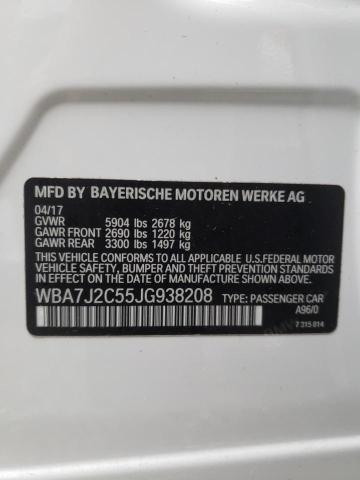 MFD BY BAYERISCHE MOTOREN WERKE AG
04/17
GVWR 5904 lbs 2678 kg
GAWR FRONT 2690 lbs 1220 kg
GAWR REAR 3300 lbs 1497 kg
THIS VEHICLE CONFORMS TO ALL APPLICABLE U.S.FEDERAL MOTOR
VEHICLE SAFETY, BUMPER, AND THEFT PREVENTION STANDARDS IN
EFFECT ON THE DATE OF MANUFACTURE SHOWN ABOVE.
WBA7J2C55JG938208 TYPE: PASSENGER CAR
A96/0
7 315 814